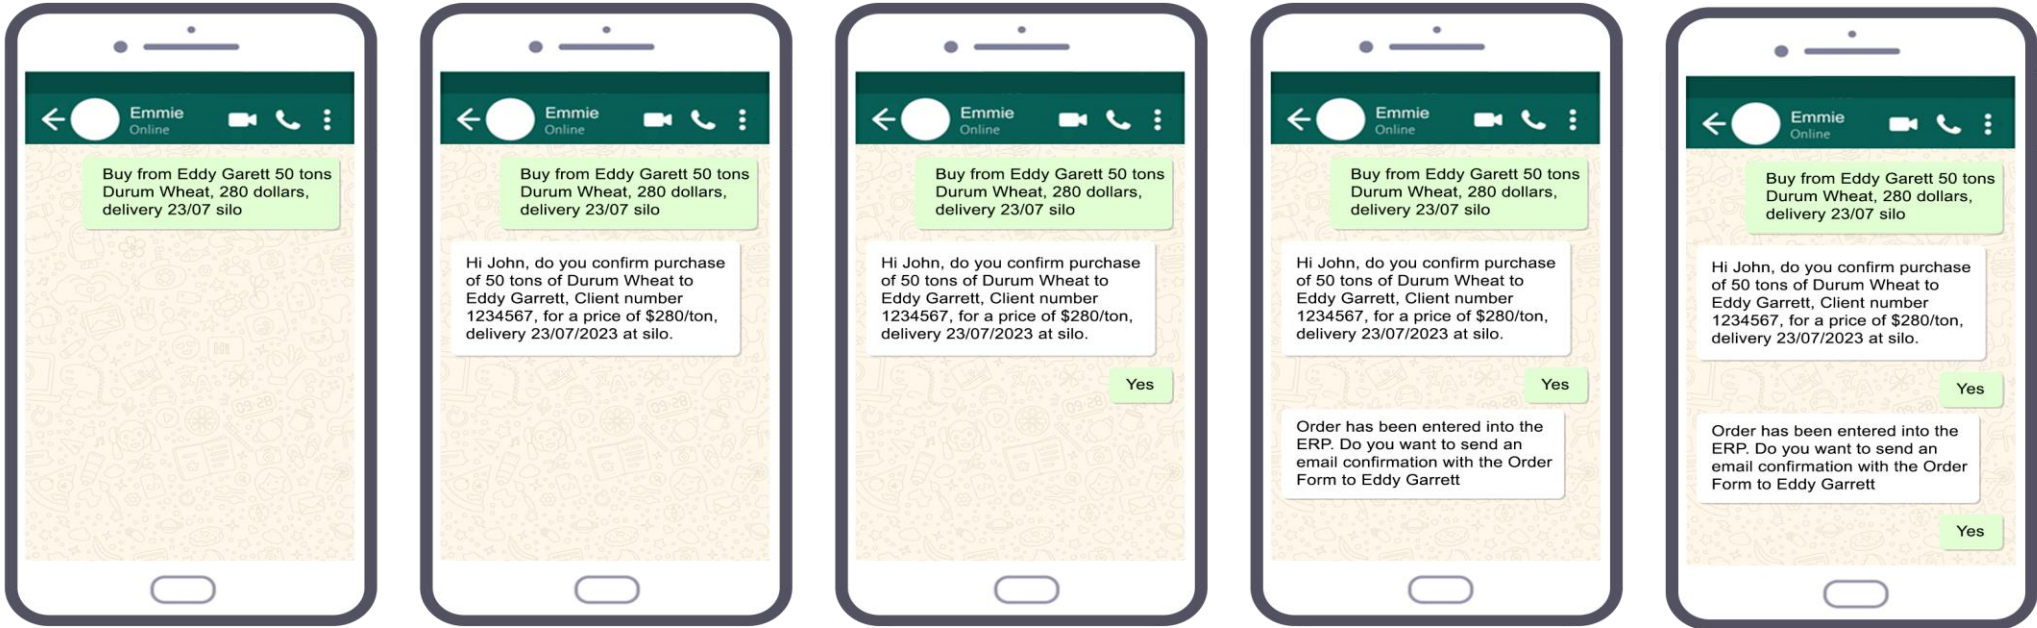 Emmie
Online
Buy from Eddy Garett 50 tons
Durum Wheat, 280 dollars,
delivery 23/07 silo
Emmie
Online
Buy from Eddy Garett 50 tons
Durum Wheat, 280 dollars,
delivery 23/07 silo
Hi John, do you confirm purchase
of 50 tons of Durum Wheat to
Eddy Garrett, Client number
1234567, for a price of $280/ton,
delivery 23/07/2023 at silo.
Emmie
Online
Buy from Eddy Garett 50 tons
Durum Wheat, 280 dollars,
delivery 23/07 silo
Hi John, do you confirm purchase
of 50 tons of Durum Wheat to
Eddy Garrett, Client number
1234567, for a price of $280/ton,
delivery 23/07/2023 at silo.
Yes
Emmie
Online
Buy from Eddy Garett 50 tons
Durum Wheat, 280 dollars,
delivery 23/07 silo
Hi John, do you confirm purchase
of 50 tons of Durum Wheat to
Eddy Garrett, Client number
1234567, for a price of $280/ton,
delivery 23/07/2023 at silo.
Yes
Order has been entered into the
ERP. Do you want to send an
email confirmation with the Order
Form to Eddy Garrett
Emmie
Online
Buy from Eddy Garett 50 tons
Durum Wheat, 280 dollars,
delivery 23/07 silo
Hi John, do you confirm purchase
of 50 tons of Durum Wheat to
Eddy Garrett, Client number
1234567, for a price of $280/ton,
delivery 23/07/2023 at silo.
Yes
Order has been entered into the
ERP. Do you want to send an
email confirmation with the Order
Form to Eddy Garrett
Yes